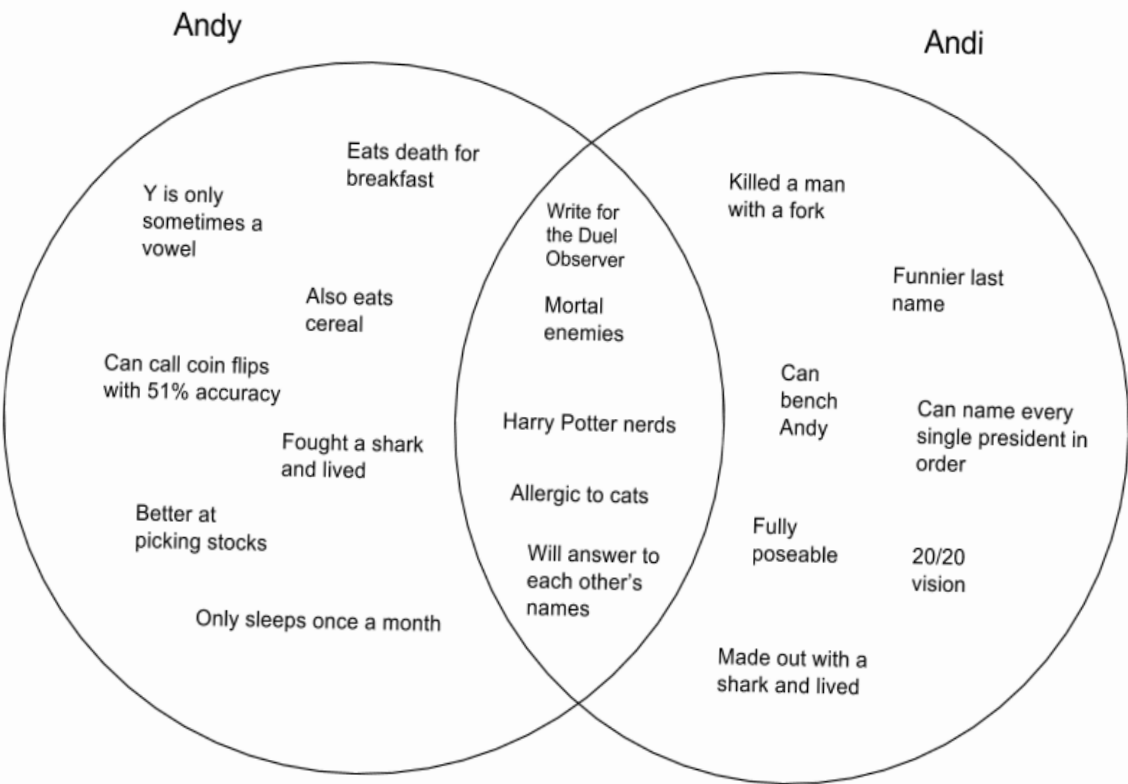 Andy
Andi
Eats death for
breakfast
Y is only
sometimes a
vowel
Also eats
cereal
Can call coin flips
with 51% accuracy
Fought a shark
and lived
Better at
picking stocks
Only sleeps once a month
Write for
the Duel
Observer
Mortal
enemies
Harry Potter nerds
Allergic to cats
Will answer to
each other's
names
Killed a man
with a fork
Funnier last
name
Can
bench
Andy
Can name every
single president in
order
Fully
poseable
20/20
vision
Made out with a
shark and lived